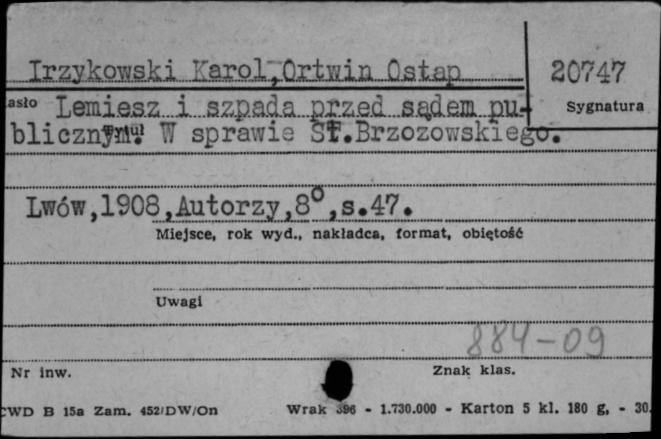 Irzykowski Karol, Ortwin Ostap
20747
asło Lemiesz i szpada przed sądem pu-
Sygnatura
blicznym. W sprawie St.Brzozowskiego.
Lwów,1908,Autorzy,8°,s.47.
Miejsce, rok wyd., nakładca, format, objętość
Uwagi
884-09
Nr inw.
Znak klas.
CWD B 15a Zam. 452/DW/On
Wrak 396 - 1.730.000 - Karton 5 kl. 180 g, - 30.